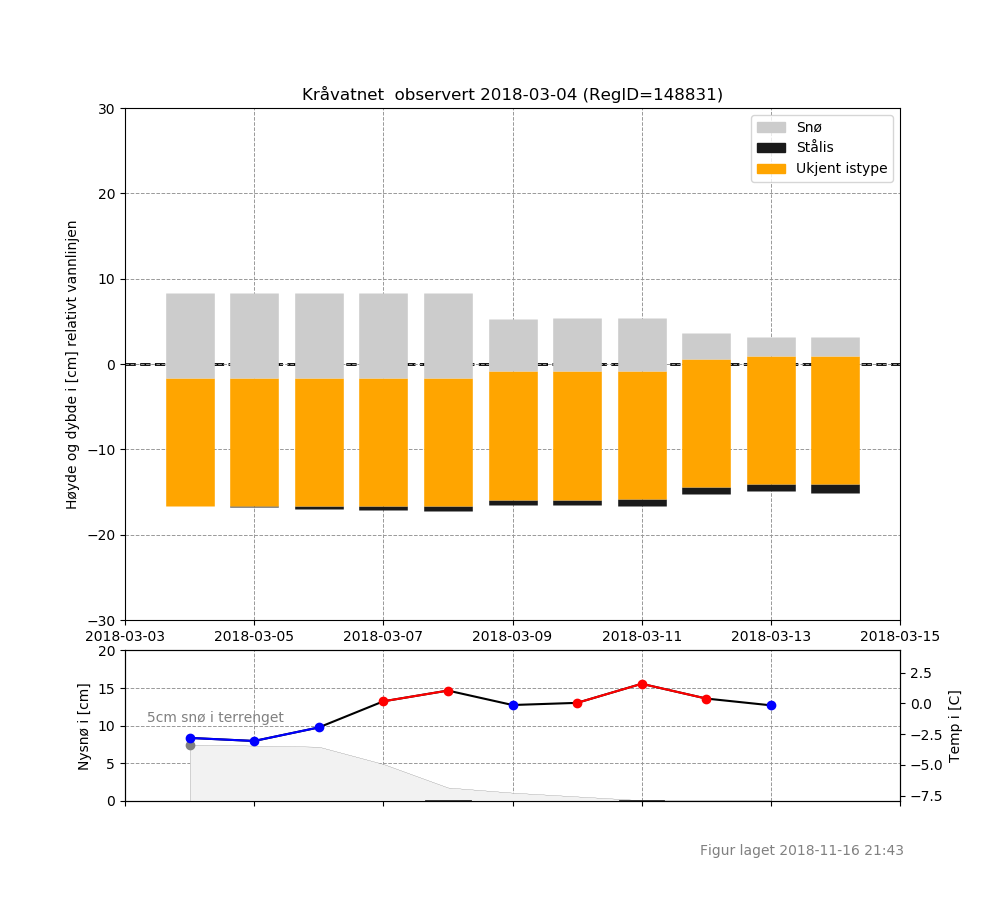 Kråvatnet  observert 2018-03-04 (RegID=148831)
Høyde og dybde i [cm] relativt vannlinjen
30
20
10
0
−10
−20
−30
Snø
Stålis
Ukjent istype
2018-03-03 2018-03-05 2018-03-07 2018-03-09 2018-03-11 2018-03-13 2018-03-15
Nysnø i [cm]
20
15
10
5
0
5cm snø i terrenget
2.5
0.0
−2.5
−5.0
−7.5
Temp i [C]
Figur laget 2018-11-16 21:43